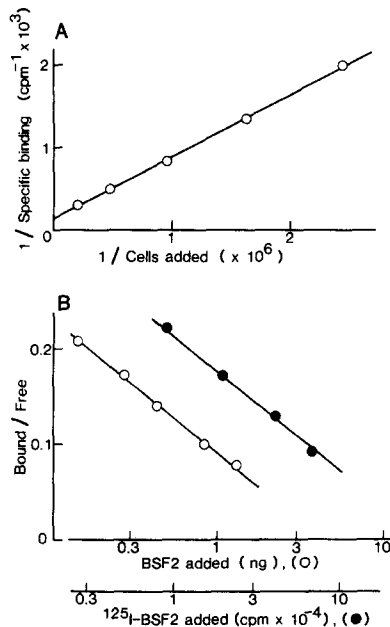 A
1 / Specific binding (cpm⁻¹ x 10³)
2
1
0
1
2
1 / Cells added ( x 10⁶ )
B
Bound / Free
0.2
0.1
0
0.3
1
3
10
BSF2 added ( ng ), (○)
0.3
1
3
10
¹²⁵I-BSF2 added (cpm x 10⁻⁴), (●)